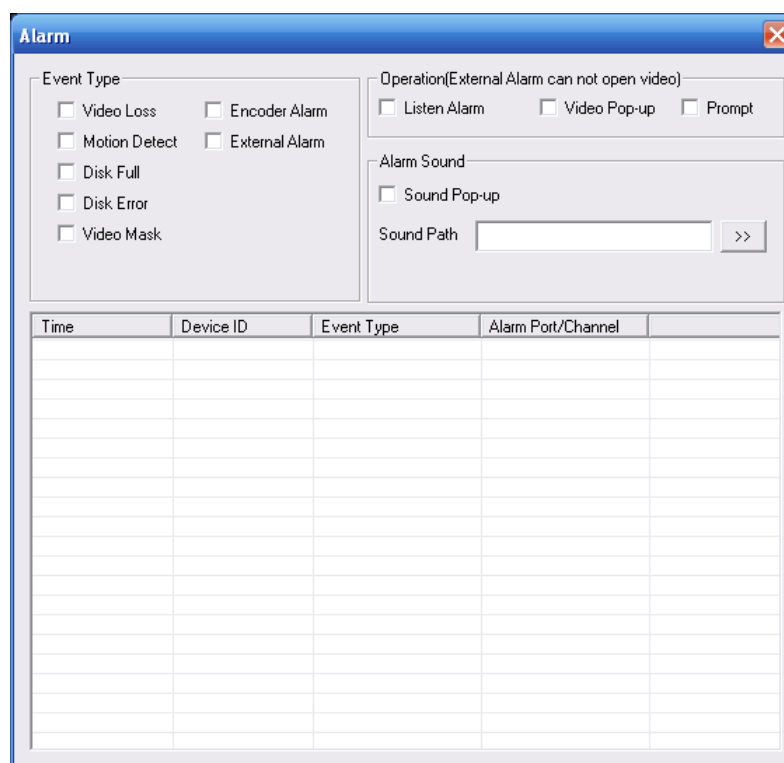 Alarm
Event Type
Video Loss
Encoder Alarm
Motion Detect
External Alarm
Disk Full
Disk Error
Video Mask
Operation(External Alarm can not open video)
Listen Alarm
Video Pop-up
Prompt
Alarm Sound
Sound Pop-up
Sound Path
>>
Time
Device ID
Event Type
Alarm Port/Channel